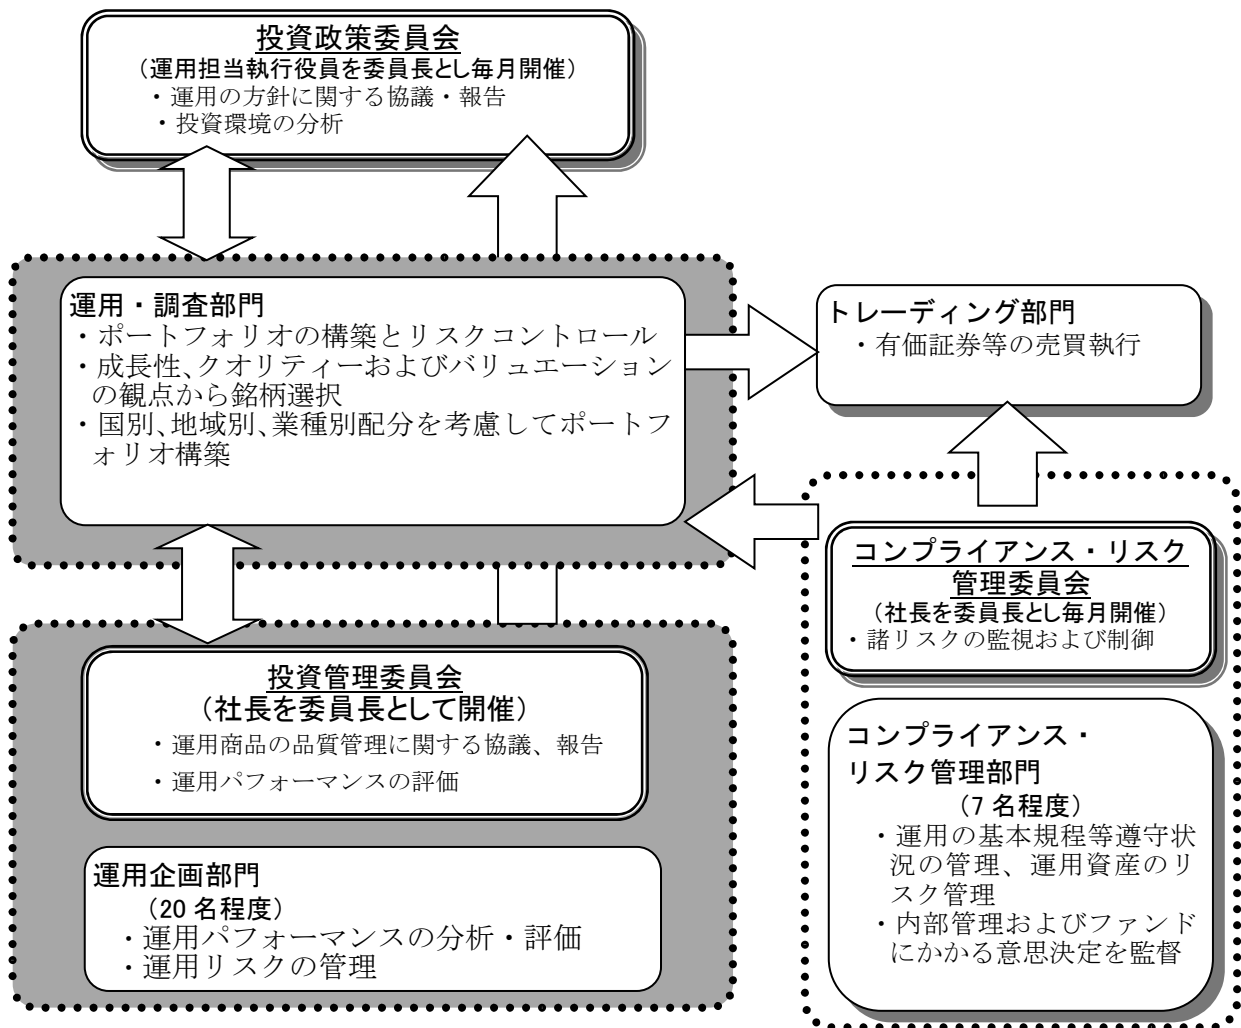 投資政策委員会
（運用担当執行役員を委員長とし毎月開催）
・運用の方針に関する協議・報告
・投資環境の分析
運用・調査部門
・ポートフォリオの構築とリスクコントロール
・成長性、クオリティーおよびバリュエーション
の観点から銘柄選択
・国別、地域別、業種別配分を考慮してポートフ
ォリオ構築
トレーディング部門
・有価証券等の売買執行
コンプライアンス・リスク
管理委員会
（社長を委員長とし毎月開催）
・諸リスクの監視および制御
投資管理委員会
（社長を委員長として開催）
・運用商品の品質管理に関する協議、報告
・運用パフォーマンスの評価
運用企画部門
（20 名程度）
・運用パフォーマンスの分析・評価
・運用リスクの管理
コンプライアンス・
リスク管理部門
（7 名程度）
・運用の基本規程等遵守状
況の管理、運用資産のリ
スク管理
・内部管理およびファンド
にかかる意思決定を監督